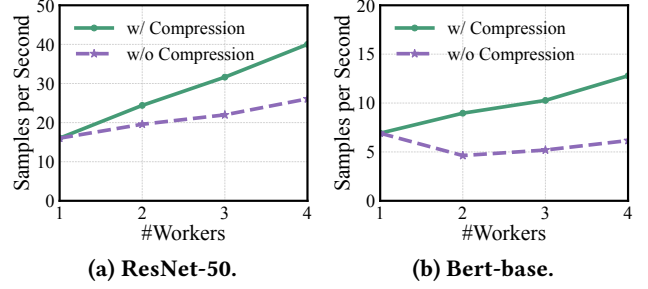 50
40
30
20
10
0
Samples per Second
w/ Compression
w/o Compression
1 2 3 4
#Workers
(a) ResNet-50.
20
15
10
5
0
Samples per Second
w/ Compression
w/o Compression
1 2 3 4
#Workers
(b) Bert-base.